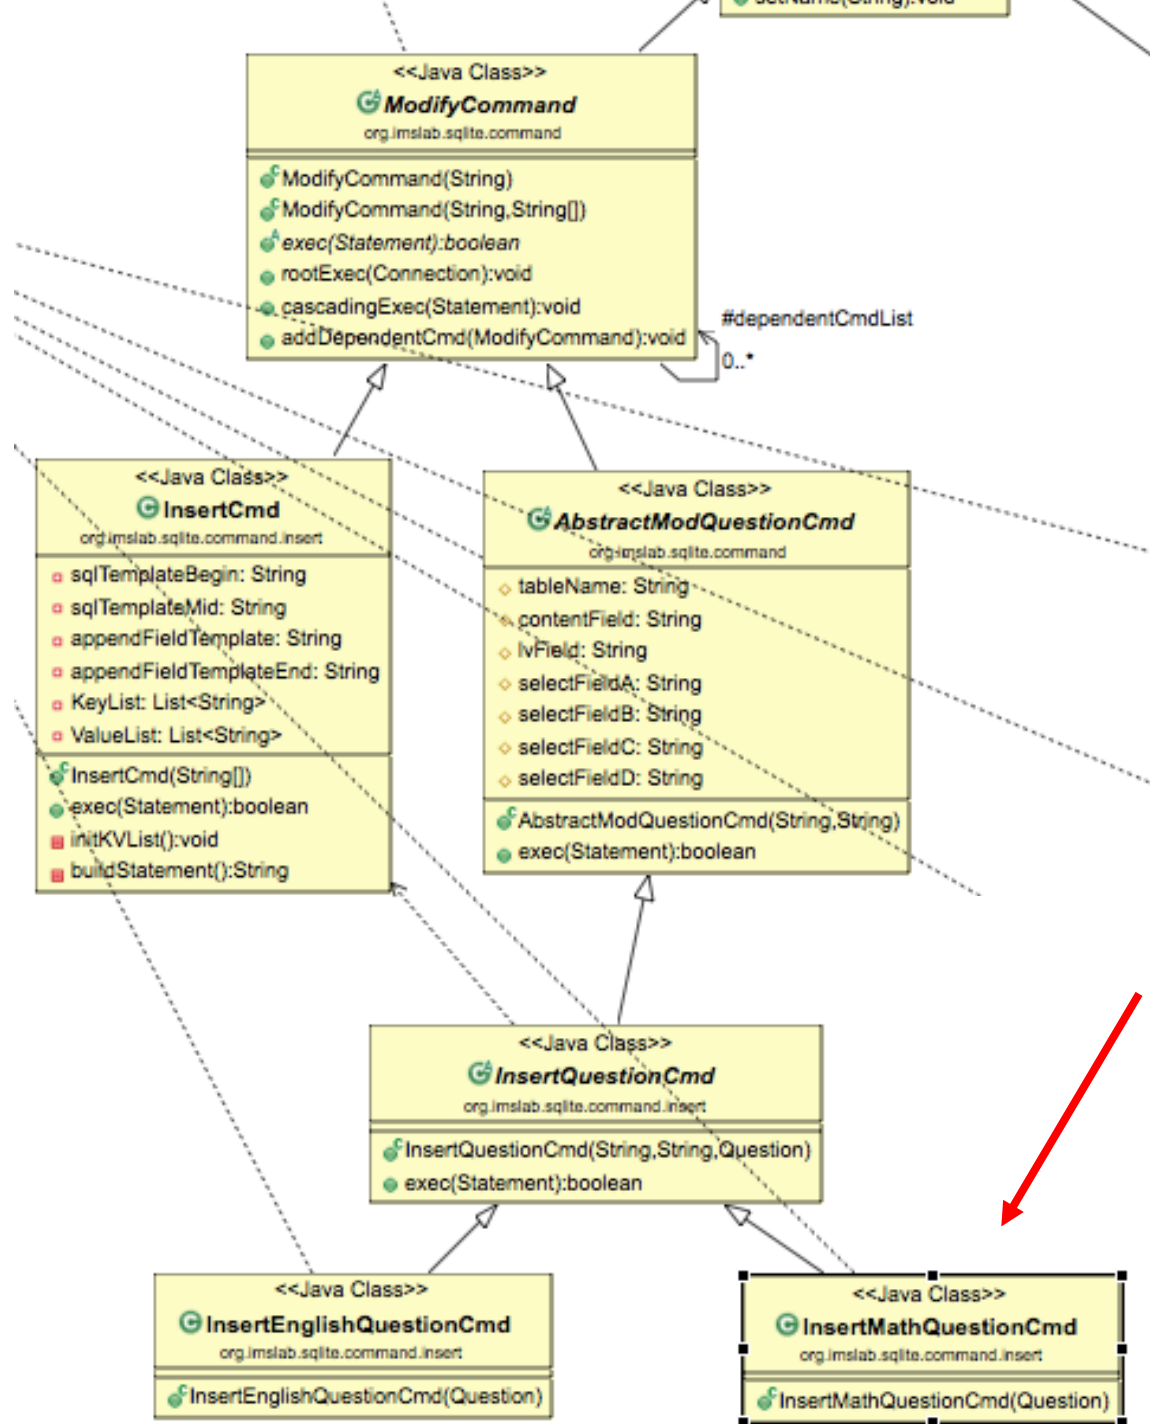 setName(String):void
<<Java Class>>
ModifyCommand
org.imslab.sqlite.command
ModifyCommand(String)
ModifyCommand(String,String[])
exec(Statement):boolean
rootExec(Connection):void
cascadingExec(Statement):void
addDependentCmd(ModifyCommand):void
#dependentCmdList
0..*
<<Java Class>>
InsertCmd
org.imslab.sqlite.command.insert
sqlTemplateBegin: String
sqlTemplateMid: String
appendFieldTemplate: String
appendFieldTemplateEnd: String
KeyList: List<String>
ValueList: List<String>
InsertCmd(String[])
exec(Statement):boolean
initKVList():void
buildStatement():String
<<Java Class>>
AbstractModQuestionCmd
org.imslab.sqlite.command
tableName: String
contentField: String
lvField: String
selectFieldA: String
selectFieldB: String
selectFieldC: String
selectFieldD: String
AbstractModQuestionCmd(String,String)
exec(Statement):boolean
<<Java Class>>
InsertQuestionCmd
org.imslab.sqlite.command.insert
InsertQuestionCmd(String,String,Question)
exec(Statement):boolean
<<Java Class>>
InsertEnglishQuestionCmd
org.imslab.sqlite.command.insert
InsertEnglishQuestionCmd(Question)
<<Java Class>>
InsertMathQuestionCmd
org.imslab.sqlite.command.insert
InsertMathQuestionCmd(Question)